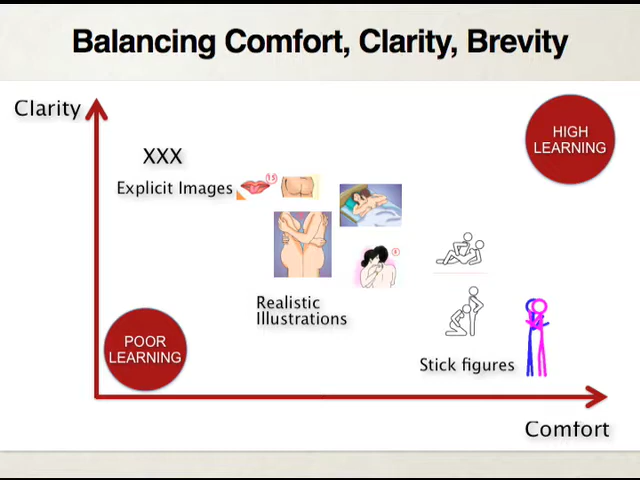 Balancing Comfort, Clarity, Brevity
Clarity
HIGH
LEARNING
XXX
Explicit Images
Realistic
Illustrations
POOR
LEARNING
Stick figures
Comfort